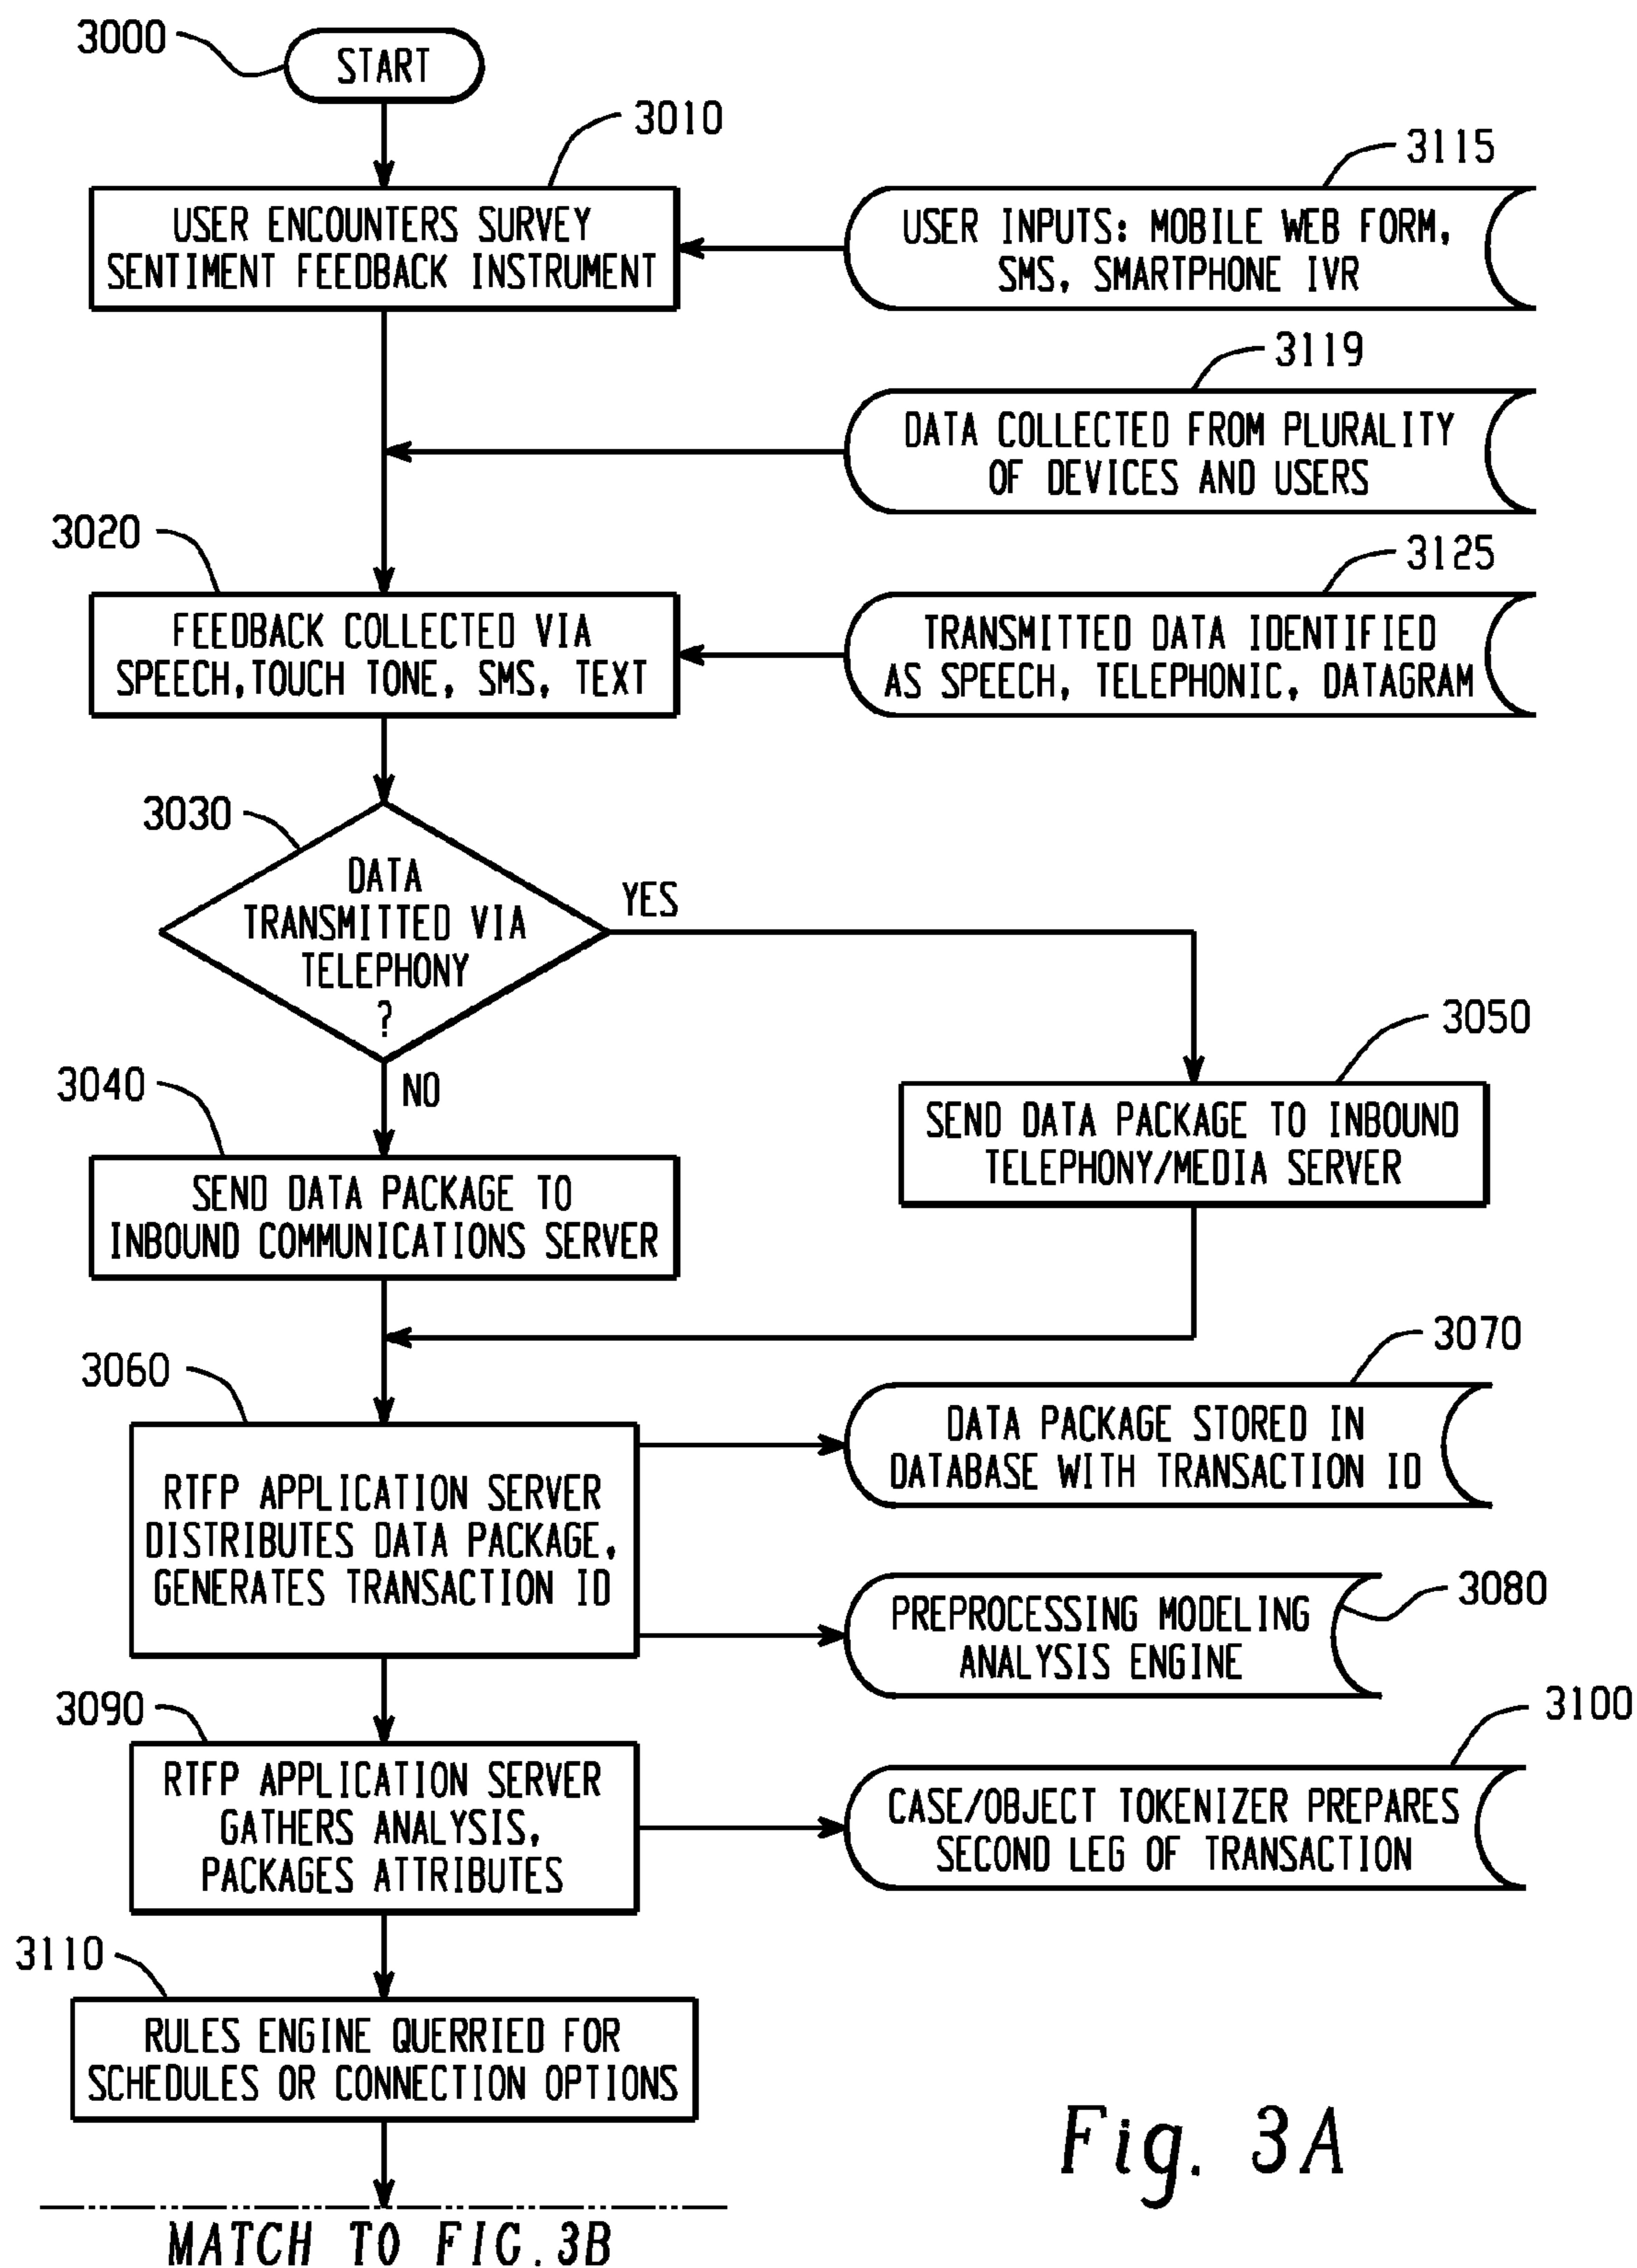 3000
START
3010
USER ENCOUNTERS SURVEY
SENTIMENT FEEDBACK INSTRUMENT
3115
USER INPUTS: MOBILE WEB FORM,
SMS, SMARTPHONE IVR
3119
DATA COLLECTED FROM PLURALITY
OF DEVICES AND USERS
3020
FEEDBACK COLLECTED VIA
SPEECH, TOUCH TONE, SMS, TEXT
3125
TRANSMITTED DATA IDENTIFIED
AS SPEECH, TELEPHONIC, DATAGRAM
3030
DATA
TRANSMITTED VIA
TELEPHONY
?
YES
NO
3050
SEND DATA PACKAGE TO INBOUND
TELEPHONY/MEDIA SERVER
3040
SEND DATA PACKAGE TO
INBOUND COMMUNICATIONS SERVER
3060
RTFP APPLICATION SERVER
DISTRIBUTES DATA PACKAGE,
GENERATES TRANSACTION ID
3070
DATA PACKAGE STORED IN
DATABASE WITH TRANSACTION ID
3080
PREPROCESSING MODELING
ANALYSIS ENGINE
3090
RTFP APPLICATION SERVER
GATHERS ANALYSIS,
PACKAGES ATTRIBUTES
3100
CASE/OBJECT TOKENIZER PREPARES
SECOND LEG OF TRANSACTION
3110
RULES ENGINE QUERRIED FOR
SCHEDULES OR CONNECTION OPTIONS
Fig. 3A
MATCH TO FIG. 3B